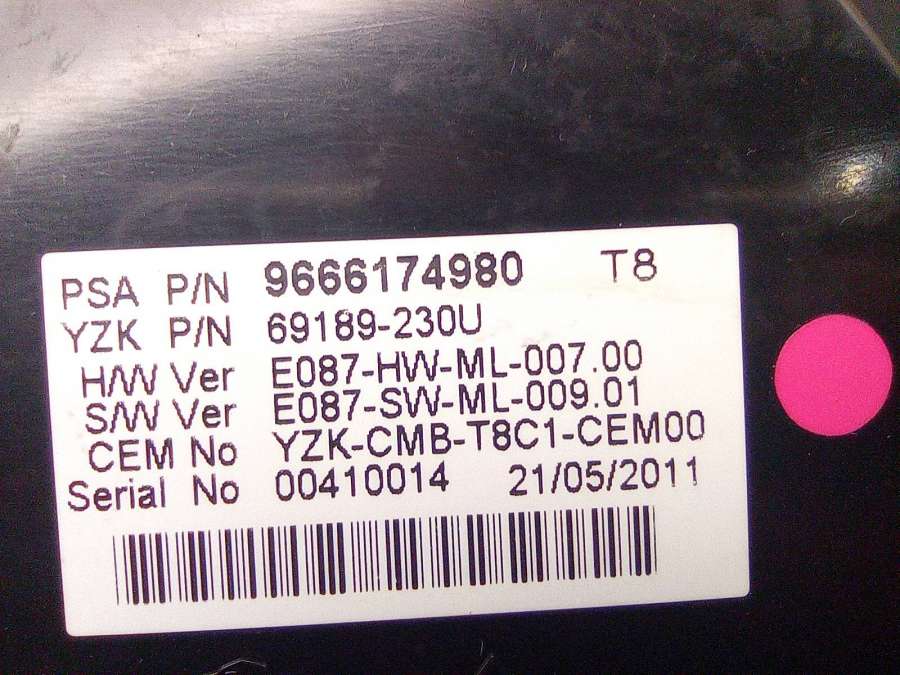 PSA P/N 9666174980 T8
YZK P/N 69189-230U
H/W Ver E087-HW-ML-007.00
S/W Ver E087-SW-ML-009.01
CEM No YZK-CMB-T8C1-CEM00
Serial No 00410014 21/05/2011